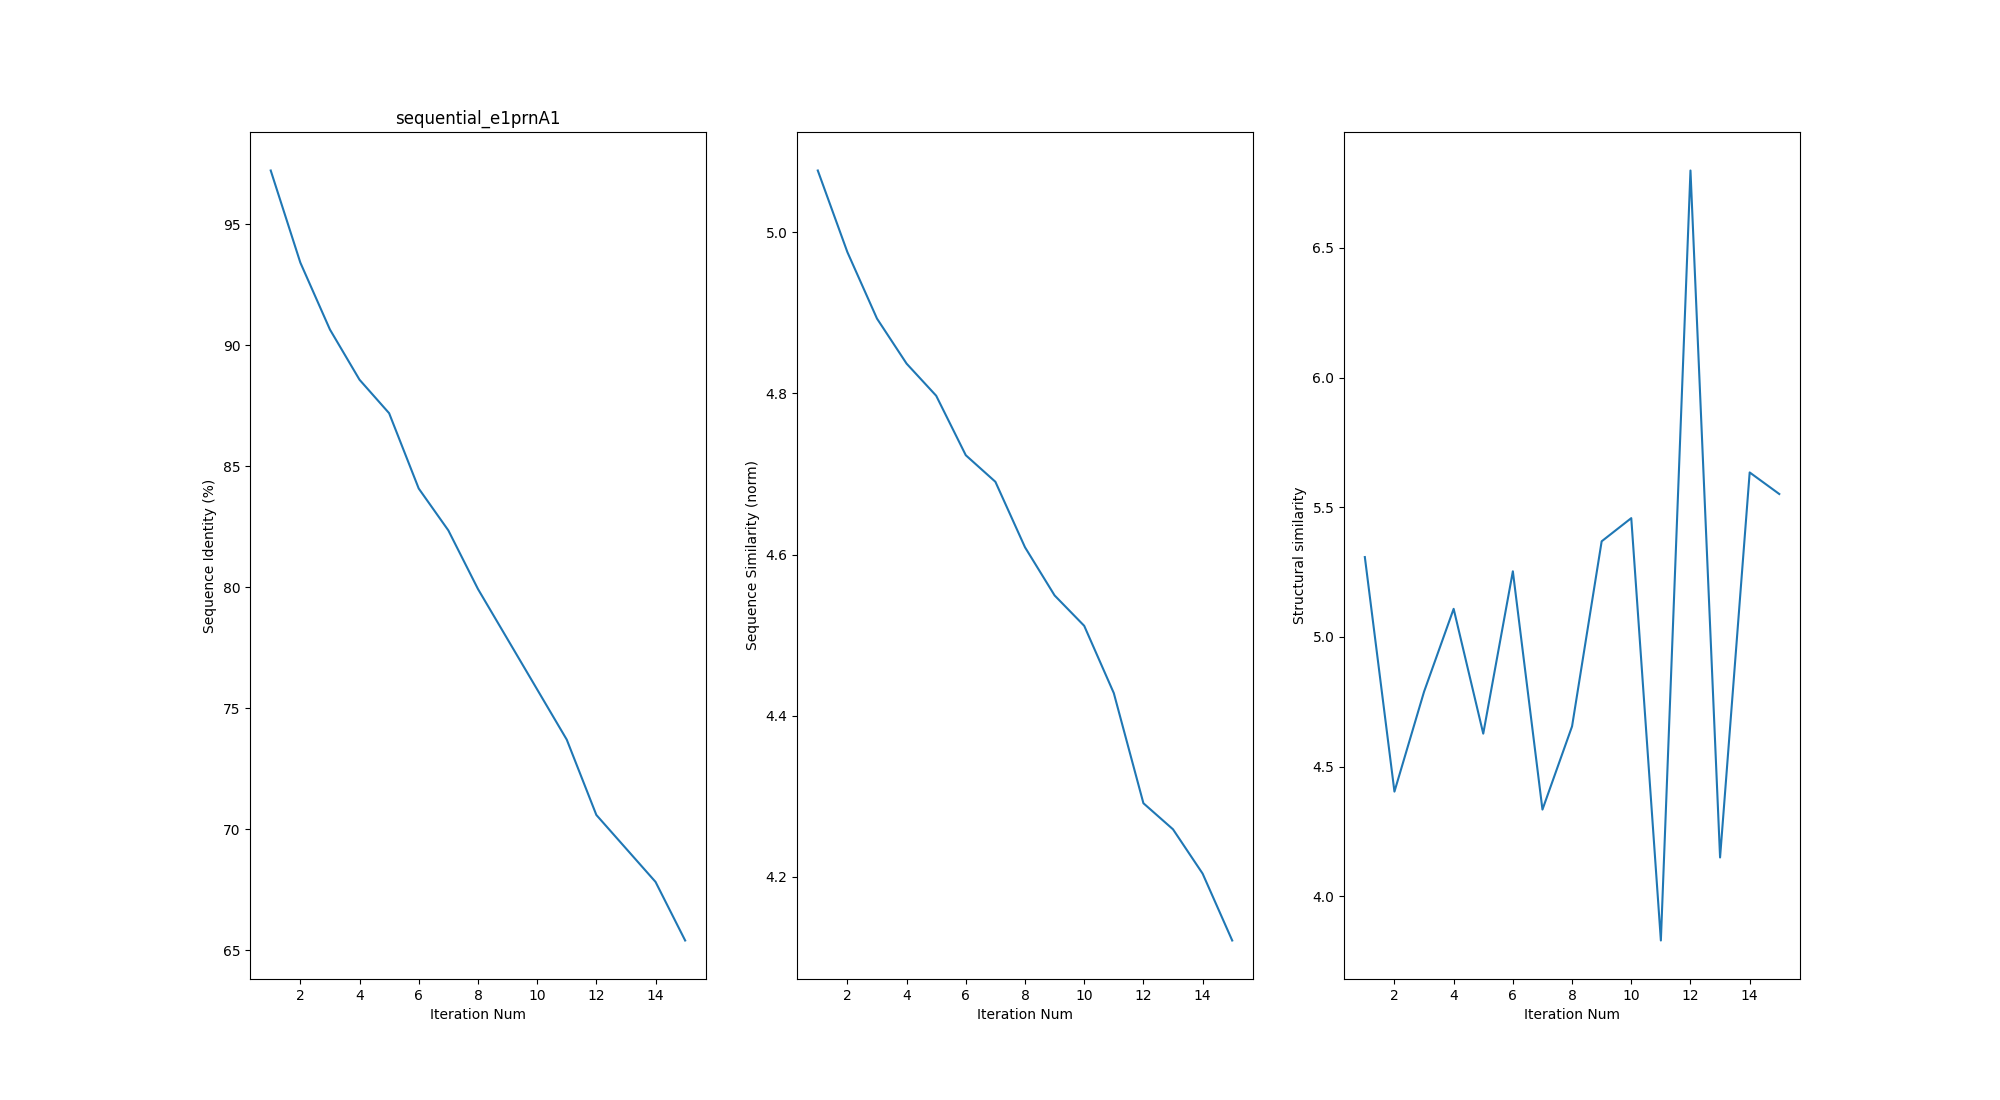 sequential_e1prnA1
Sequence Identity (%)
95
90
85
80
75
70
65
2 4 6 8 10 12 14
Iteration Num
Sequence Similarity (norm)
5.0
4.8
4.6
4.4
4.2
2 4 6 8 10 12 14
Iteration Num
Structural similarity
6.5
6.0
5.5
5.0
4.5
4.0
2 4 6 8 10 12 14
Iteration Num